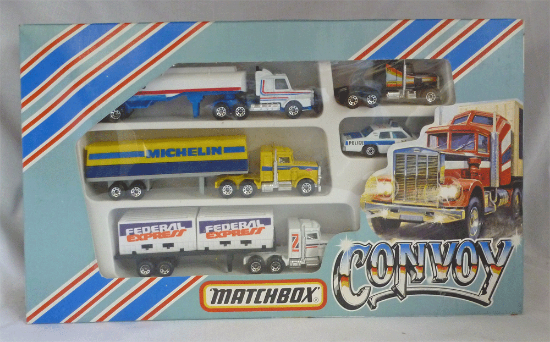 MICHELIN
POLICE
FEDERAL
EXPRESS
FEDERAL
EXPRESS
MATCHBOX
CONVOY